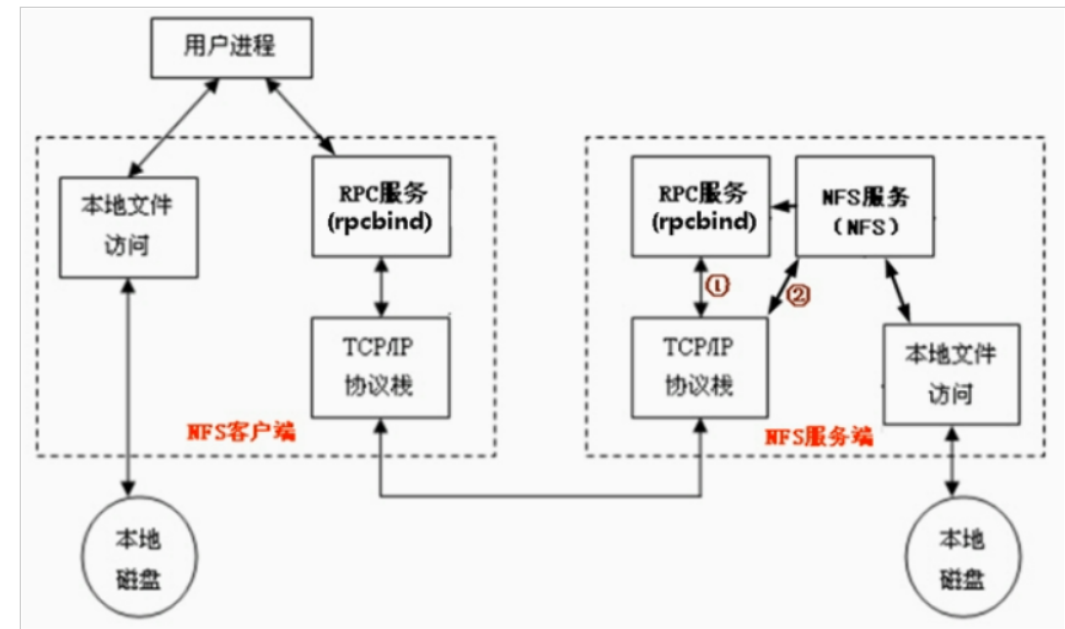 用户进程
本地文件
访问
RPC服务
(rpcbind)
TCP/IP
协议栈
NFS客户端
本地
磁盘
RPC服务
(rpcbind)
NFS服务
(NFS)
①
②
TCP/IP
协议栈
本地文件
访问
NFS服务端
本地
磁盘